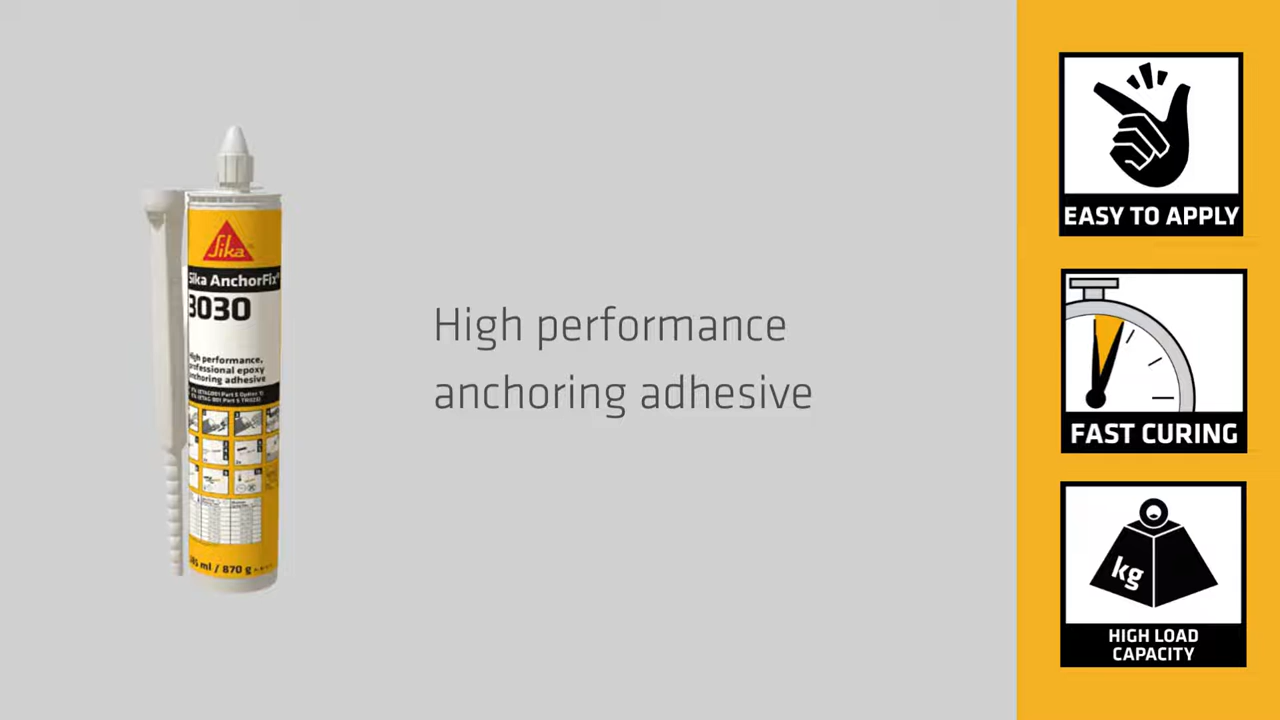 Sika
Sika AnchorFix®
3030
High performance,
professional epoxy
anchoring adhesive
ml / 870 g
High performance
anchoring adhesive
EASY TO APPLY
FAST CURING
kg
HIGH LOAD
CAPACITY